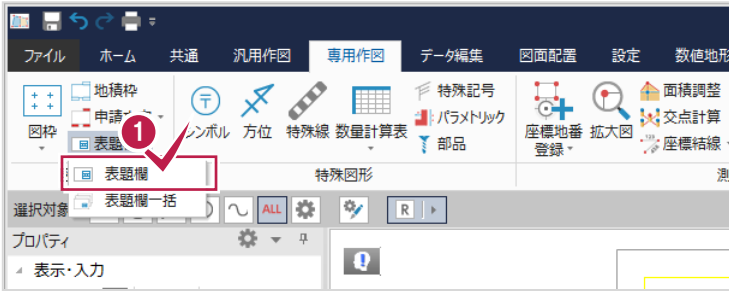 ファイル ホーム 共通 汎用作図 専用作図 データ編集 図面配置 設定 数値地形
図枠
地積枠
申請
表題
1
シンボル
方位
特殊線
数量計算表
特殊記号
パラメトリック
部品
座標地番
登録
拡大図
面積調整
交点計算
座標結線
表題欄
表題欄一括
特殊図形
測
選択対象
ALL
R
プロパティ
表示・入力